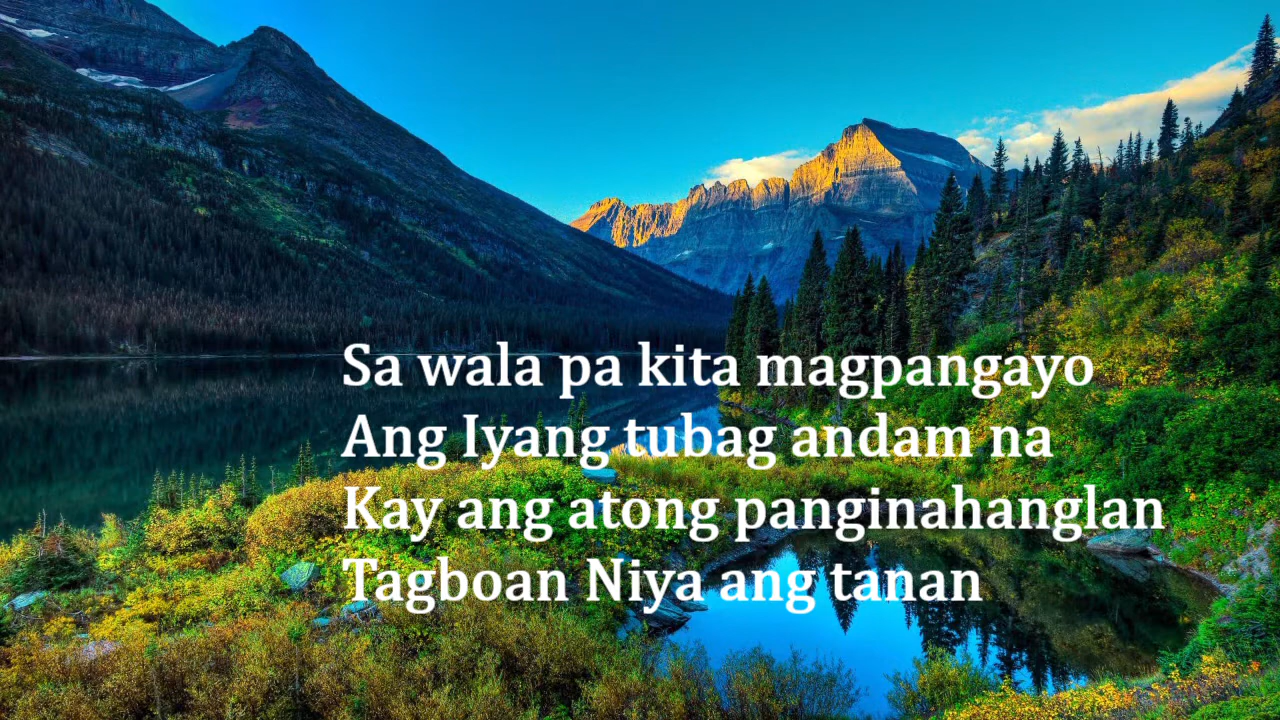 Sa wala pa kita magpangayo
Ang Iyang tubag andam na
Kay ang atong panginahanglan
Tagboan Niya ang tanan